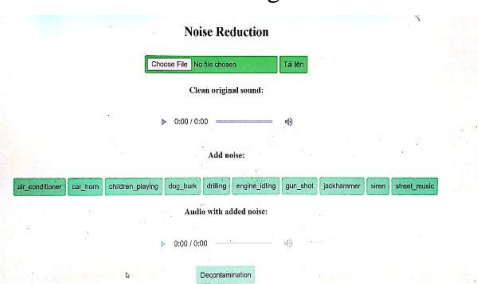 Noise Reduction
Choose File No file chosen Tải lên
Clean original sound:
0:00 / 0:00
Add noise:
air_conditioner car_horn children_playing dog_bark drilling engine_idling gun_shot jackhammer siren street_music
Audio with added noise:
0:00 / 0:00
Decontamination